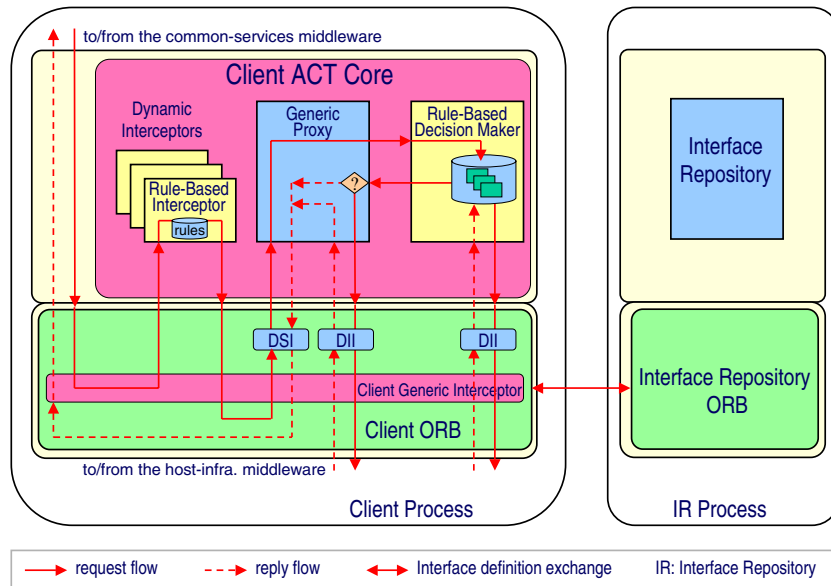 to/from the common-services middleware
Client ACT Core
Dynamic
Interceptors
Rule-Based
Interceptor
rules
Generic
Proxy
?
Rule-Based
Decision Maker
DSI
DII
DII
Client Generic Interceptor
Client ORB
to/from the host-infra. middleware
Client Process
Interface
Repository
Interface Repository
ORB
IR Process
request flow
reply flow
Interface definition exchange
IR: Interface Repository